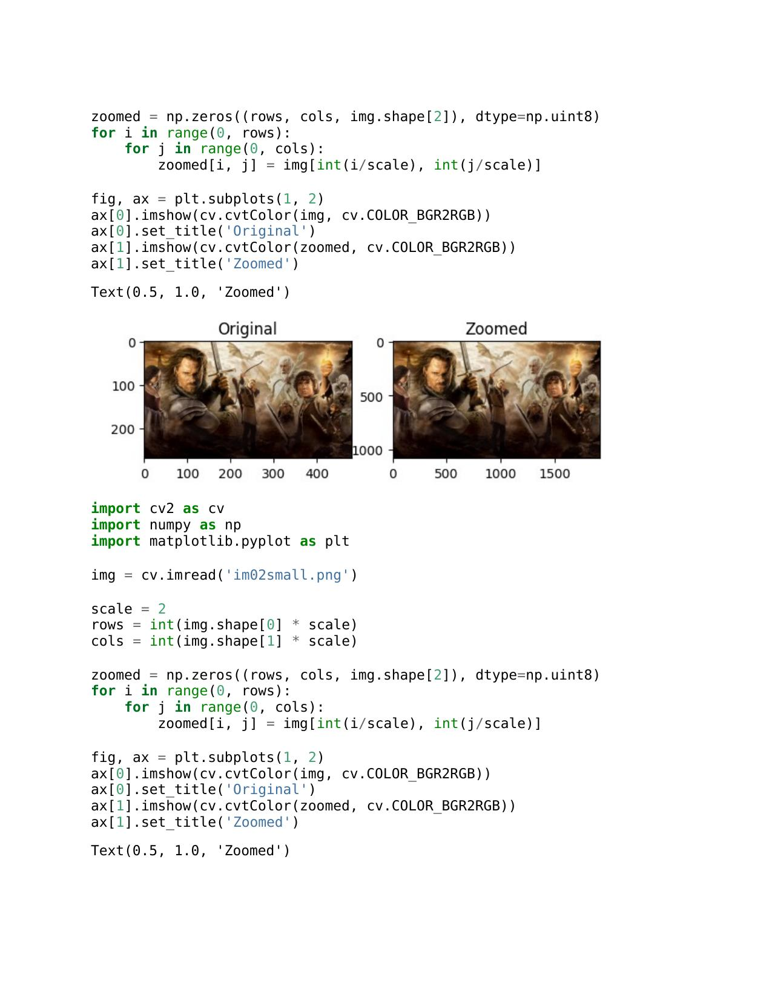 zoomed = np.zeros((rows, cols, img.shape[2]), dtype=np.uint8)
for i in range(0, rows):
    for j in range(0, cols):
        zoomed[i, j] = img[int(i/scale), int(j/scale)]

fig, ax = plt.subplots(1, 2)
ax[0].imshow(cv.cvtColor(img, cv.COLOR_BGR2RGB))
ax[0].set_title('Original')
ax[1].imshow(cv.cvtColor(zoomed, cv.COLOR_BGR2RGB))
ax[1].set_title('Zoomed')

Text(0.5, 1.0, 'Zoomed')

Original Zoomed
0 0
100
500
200
1000
0 100 200 300 400 0 500 1000 1500

import cv2 as cv
import numpy as np
import matplotlib.pyplot as plt

img = cv.imread('im02small.png')

scale = 2
rows = int(img.shape[0] * scale)
cols = int(img.shape[1] * scale)

zoomed = np.zeros((rows, cols, img.shape[2]), dtype=np.uint8)
for i in range(0, rows):
    for j in range(0, cols):
        zoomed[i, j] = img[int(i/scale), int(j/scale)]

fig, ax = plt.subplots(1, 2)
ax[0].imshow(cv.cvtColor(img, cv.COLOR_BGR2RGB))
ax[0].set_title('Original')
ax[1].imshow(cv.cvtColor(zoomed, cv.COLOR_BGR2RGB))
ax[1].set_title('Zoomed')

Text(0.5, 1.0, 'Zoomed')